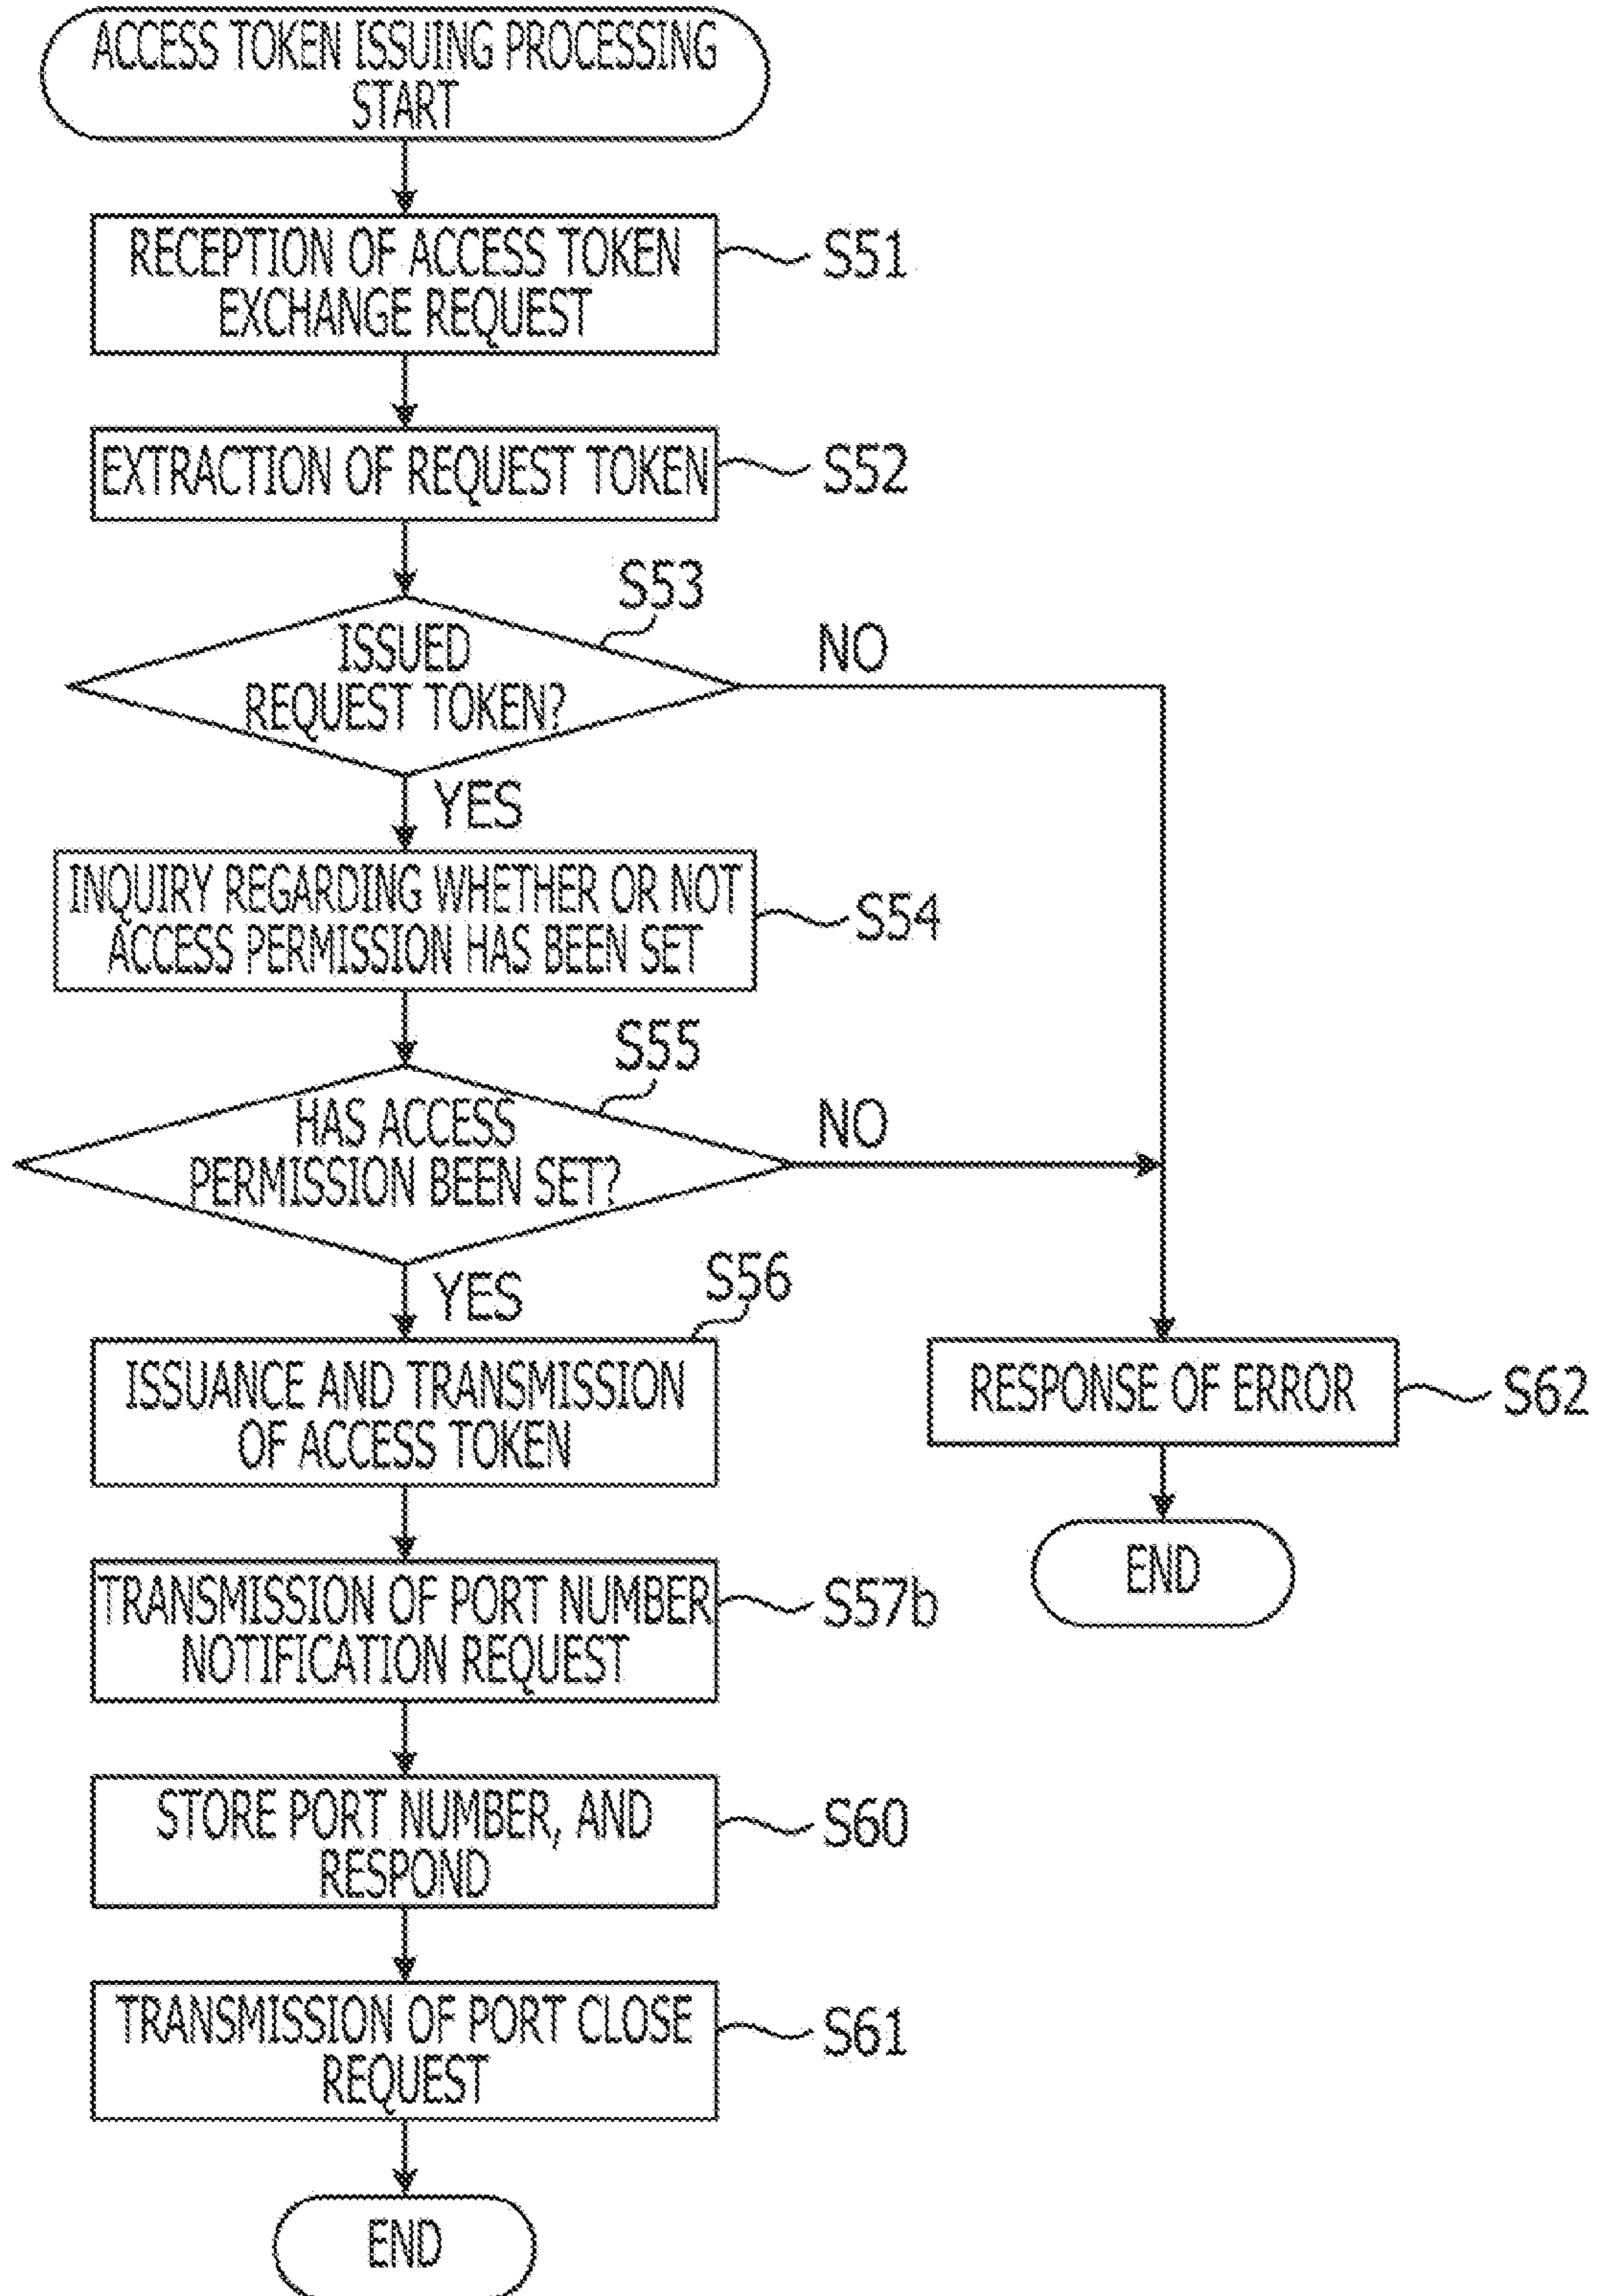 ACCESS TOKEN ISSUING PROCESSING
START
RECEPTION OF ACCESS TOKEN
EXCHANGE REQUEST
S51
EXTRACTION OF REQUEST TOKEN
S52
S53
ISSUED
REQUEST TOKEN?
NO
YES
INQUIRY REGARDING WHETHER OR NOT
ACCESS PERMISSION HAS BEEN SET
S54
S55
HAS ACCESS
PERMISSION BEEN SET?
NO
YES
S56
ISSUANCE AND TRANSMISSION
OF ACCESS TOKEN
RESPONSE OF ERROR
S62
END
TRANSMISSION OF PORT NUMBER
NOTIFICATION REQUEST
S57b
STORE PORT NUMBER, AND
RESPOND
S60
TRANSMISSION OF PORT CLOSE
REQUEST
S61
END